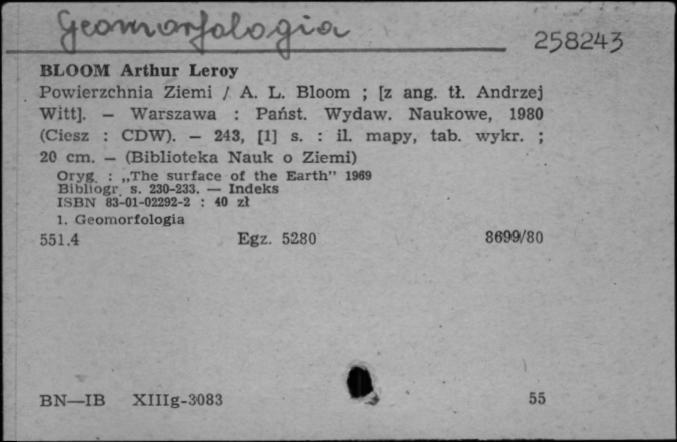 Geomorfologia
258243
BLOOM Arthur Leroy
Powierzchnia Ziemi / A. L. Bloom ; [z ang. tł. Andrzej
Witt]. — Warszawa : Państ. Wydaw. Naukowe, 1980
(Ciesz : CDW). — 243, [1] s. : il. mapy, tab. wykr. ;
20 cm. — (Biblioteka Nauk o Ziemi)
Oryg. : „The surface of the Earth" 1969
Bibliogr. s. 230-233. — Indeks
ISBN 83-01-02292-2 : 40 zł
1. Geomorfologia
551.4 Egz. 5280 8699/80
BN—IB XIIIg-3083 55